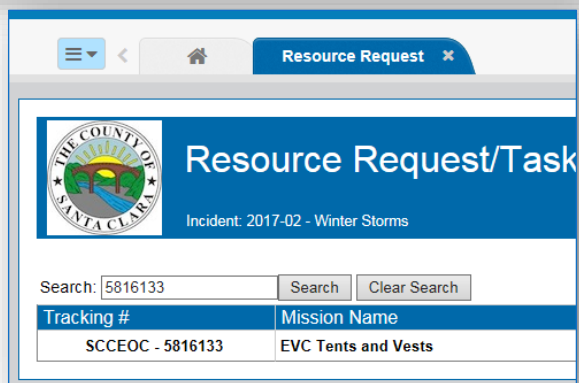 Resource Request
THE COUNTY OF
SANTA CLARA
Resource Request/Task
Incident: 2017-02 - Winter Storms
Search: 5816133 Search Clear Search
Tracking # Mission Name
SCCEOC - 5816133 EVC Tents and Vests